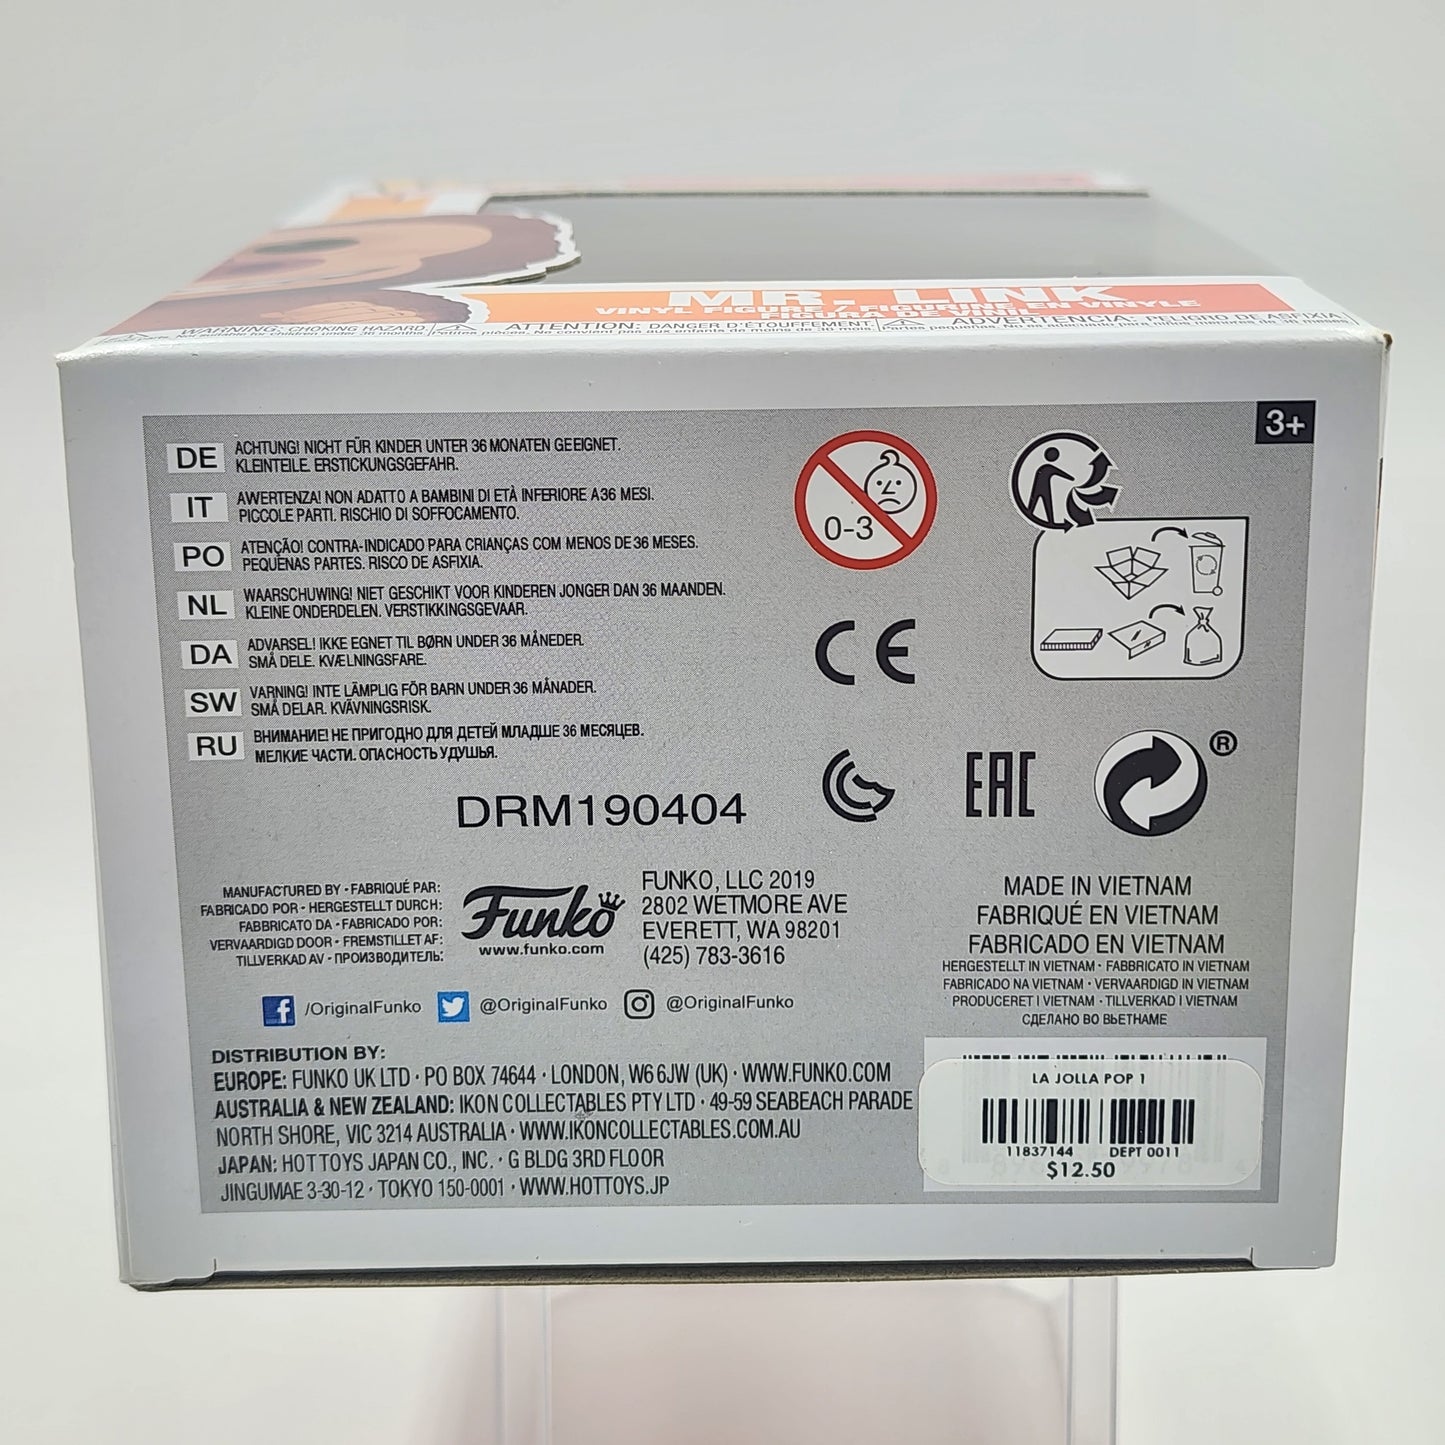 MR. LINK
VINYL FIGURE / FIGURINE EN VINYLE
FIGURA DE VINIL
WARNING: CHOKING HAZARD.
ATTENTION: DANGER D'ÉTOUFFEMENT.
ADVERTENCIA: PELIGRO DE ASFIXIA
3+
DE
ACHTUNG! NICHT FÜR KINDER UNTER 36 MONATEN GEEIGNET.
KLEINTEILE. ERSTICKUNGSGEFAHR.
IT
AWERTENZA! NON ADATTO A BAMBINI DI ETÀ INFERIORE A36 MESI.
PICCOLE PARTI. RISCHIO DI SOFFOCAMENTO.
PO
ATENÇÃO! CONTRA-INDICADO PARA CRIANÇAS COM MENOS DE 36 MESES.
PEQUENAS PARTES. RISCO DE ASFIXIA.
NL
WAARSCHUWING! NIET GESCHIKT VOOR KINDEREN JONGER DAN 36 MAANDEN.
KLEINE ONDERDELEN. VERSTIKKINGSGEVAAR.
DA
ADVARSEL! IKKE EGNET TIL BØRN UNDER 36 MÅNEDER.
SMÅ DELE. KVÆLNINGSFARE.
SW
VARNING! INTE LÄMPLIG FÖR BARN UNDER 36 MÅNADER.
SMÅ DELAR. KVÄVNINGSRISK.
RU
ВНИМАНИЕ! НЕ ПРИГОДНО ДЛЯ ДЕТЕЙ МЛАДШЕ 36 МЕСЯЦЕВ.
МЕЛКИЕ ЧАСТИ. ОПАСНОСТЬ УДУШЬЯ.
0-3
CE
EAC
®
DRM190404
MANUFACTURED BY • FABRIQUÉ PAR:
FABRICADO POR • HERGESTELLT DURCH:
FABBRICATO DA • FABRICADO POR:
VERVAARDIGD DOOR • FREMSTILLET AF:
TILLVERKAD AV • ПРОИЗВОДИТЕЛЬ:
Funko
www.funko.com
FUNKO, LLC 2019
2802 WETMORE AVE
EVERETT, WA 98201
(425) 783-3616
MADE IN VIETNAM
FABRIQUÉ EN VIETNAM
FABRICADO EN VIETNAM
HERGESTELLT IN VIETNAM • FABBRICATO IN VIETNAM
FABRICADO NA VIETNAM • VERVAARDIGD IN VIETNAM
PRODUCERET I VIETNAM • TILLVERKAD I VIETNAM
СДЕЛАНО ВО ВЬЕТНАМЕ
/OriginalFunko @OriginalFunko @OriginalFunko
DISTRIBUTION BY:
EUROPE: FUNKO UK LTD • PO BOX 74644 • LONDON, W6 6JW (UK) • WWW.FUNKO.COM
AUSTRALIA & NEW ZEALAND: IKON COLLECTABLES PTY LTD • 49-59 SEABEACH PARADE
NORTH SHORE, VIC 3214 AUSTRALIA • WWW.IKONCOLLECTABLES.COM.AU
JAPAN: HOT TOYS JAPAN CO., INC. • G BLDG 3RD FLOOR
JINGUMAE 3-30-12 • TOKYO 150-0001 • WWW.HOTTOYS.JP
LA JOLLA POP 1
11837144 DEPT 0011
$12.50